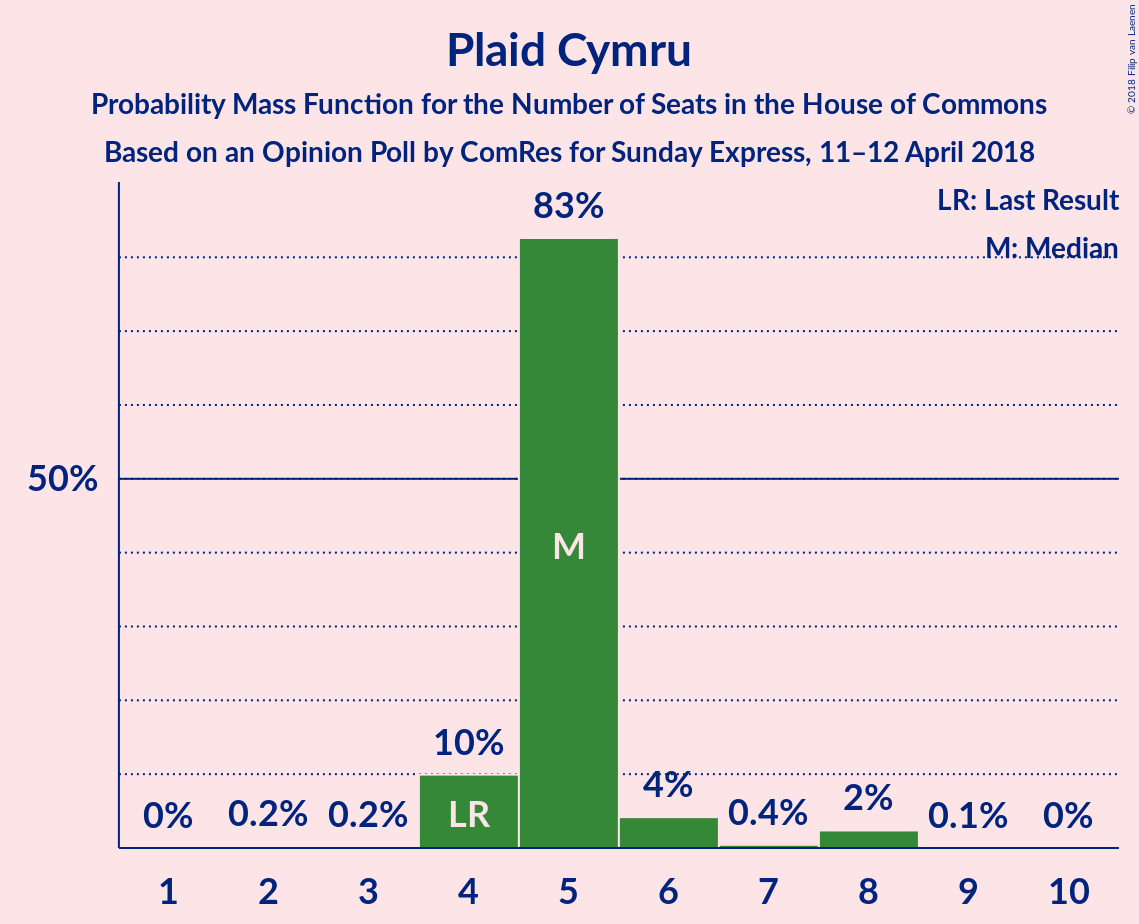 © 2018 Filip van Laenen
Plaid Cymru
Probability Mass Function for the Number of Seats in the House of Commons
Based on an Opinion Poll by ComRes for Sunday Express, 11–12 April 2018
LR: Last Result
M: Median
83%
50%
M
10%
4%
2%
0% 0.2% 0.2% LR 0.4% 0.1% 0%
1 2 3 4 5 6 7 8 9 10